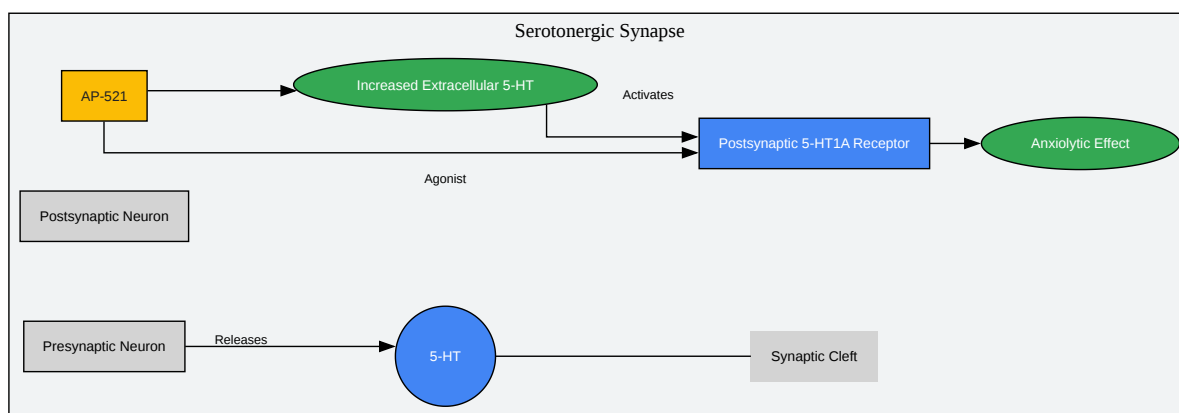 Serotonergic Synapse
AP-521
Increased Extracellular 5-HT
Activates
Postsynaptic 5-HT1A Receptor
Anxiolytic Effect
Agonist
Postsynaptic Neuron
Presynaptic Neuron
Releases
5-HT
Synaptic Cleft